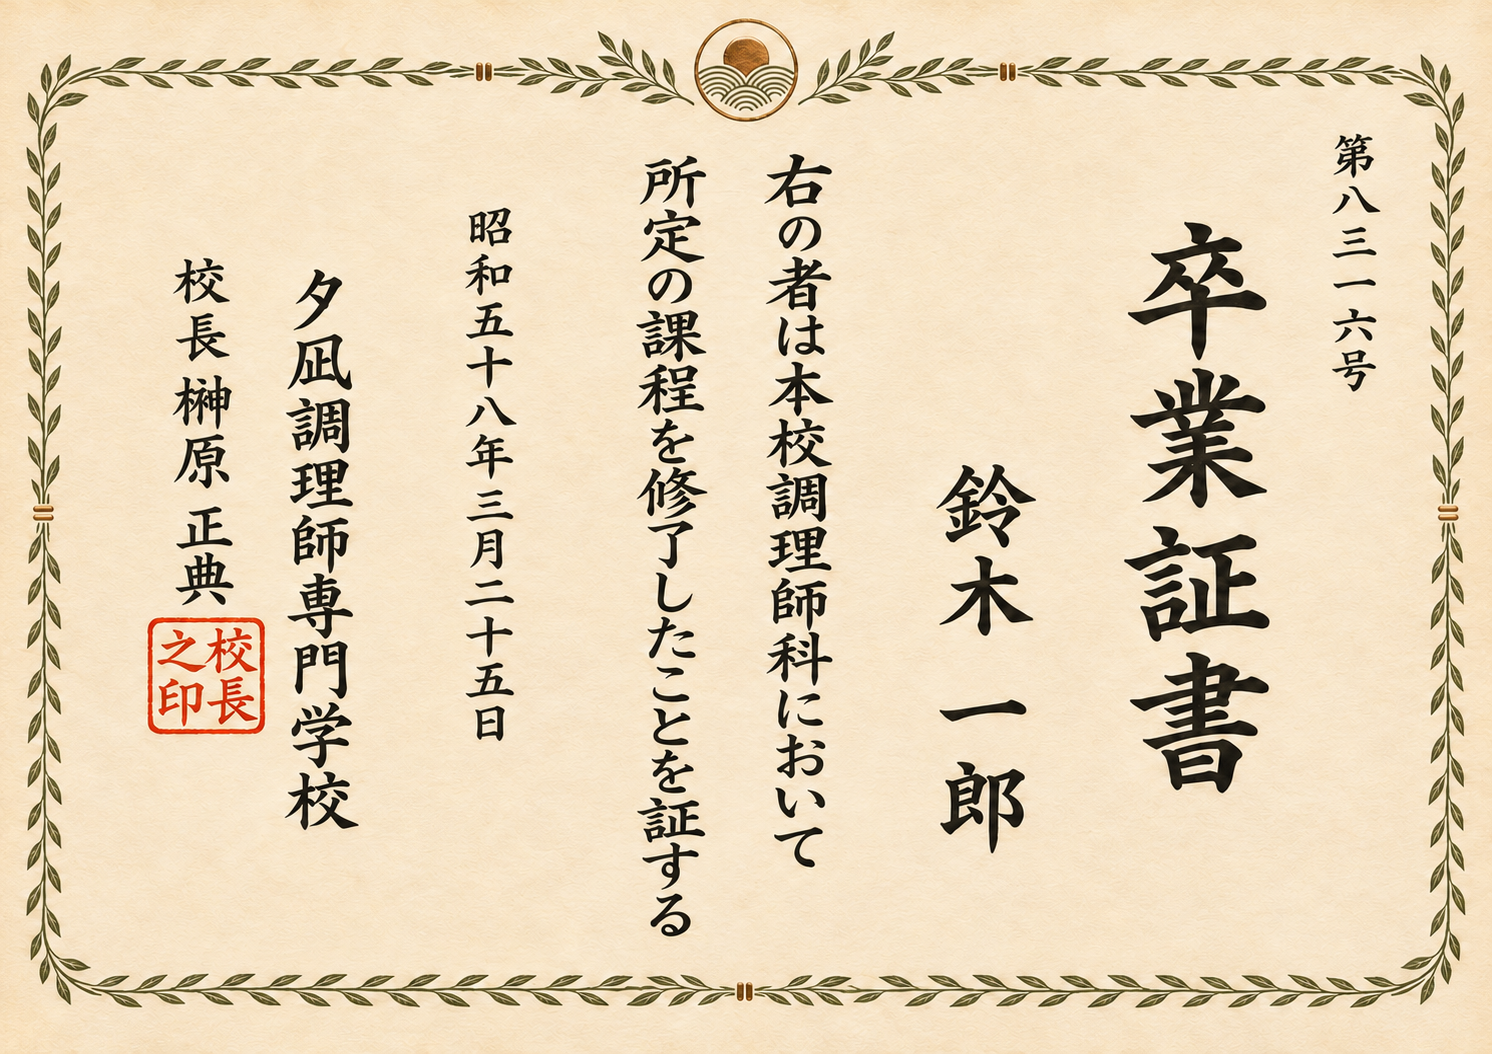 第八三一六号
卒業証書
鈴木一郎
右の者は本校調理師科において
所定の課程を修了したことを証する
昭和五十八年三月二十五日
夕凪調理師専門学校
校長 榊原 正典
校長之印